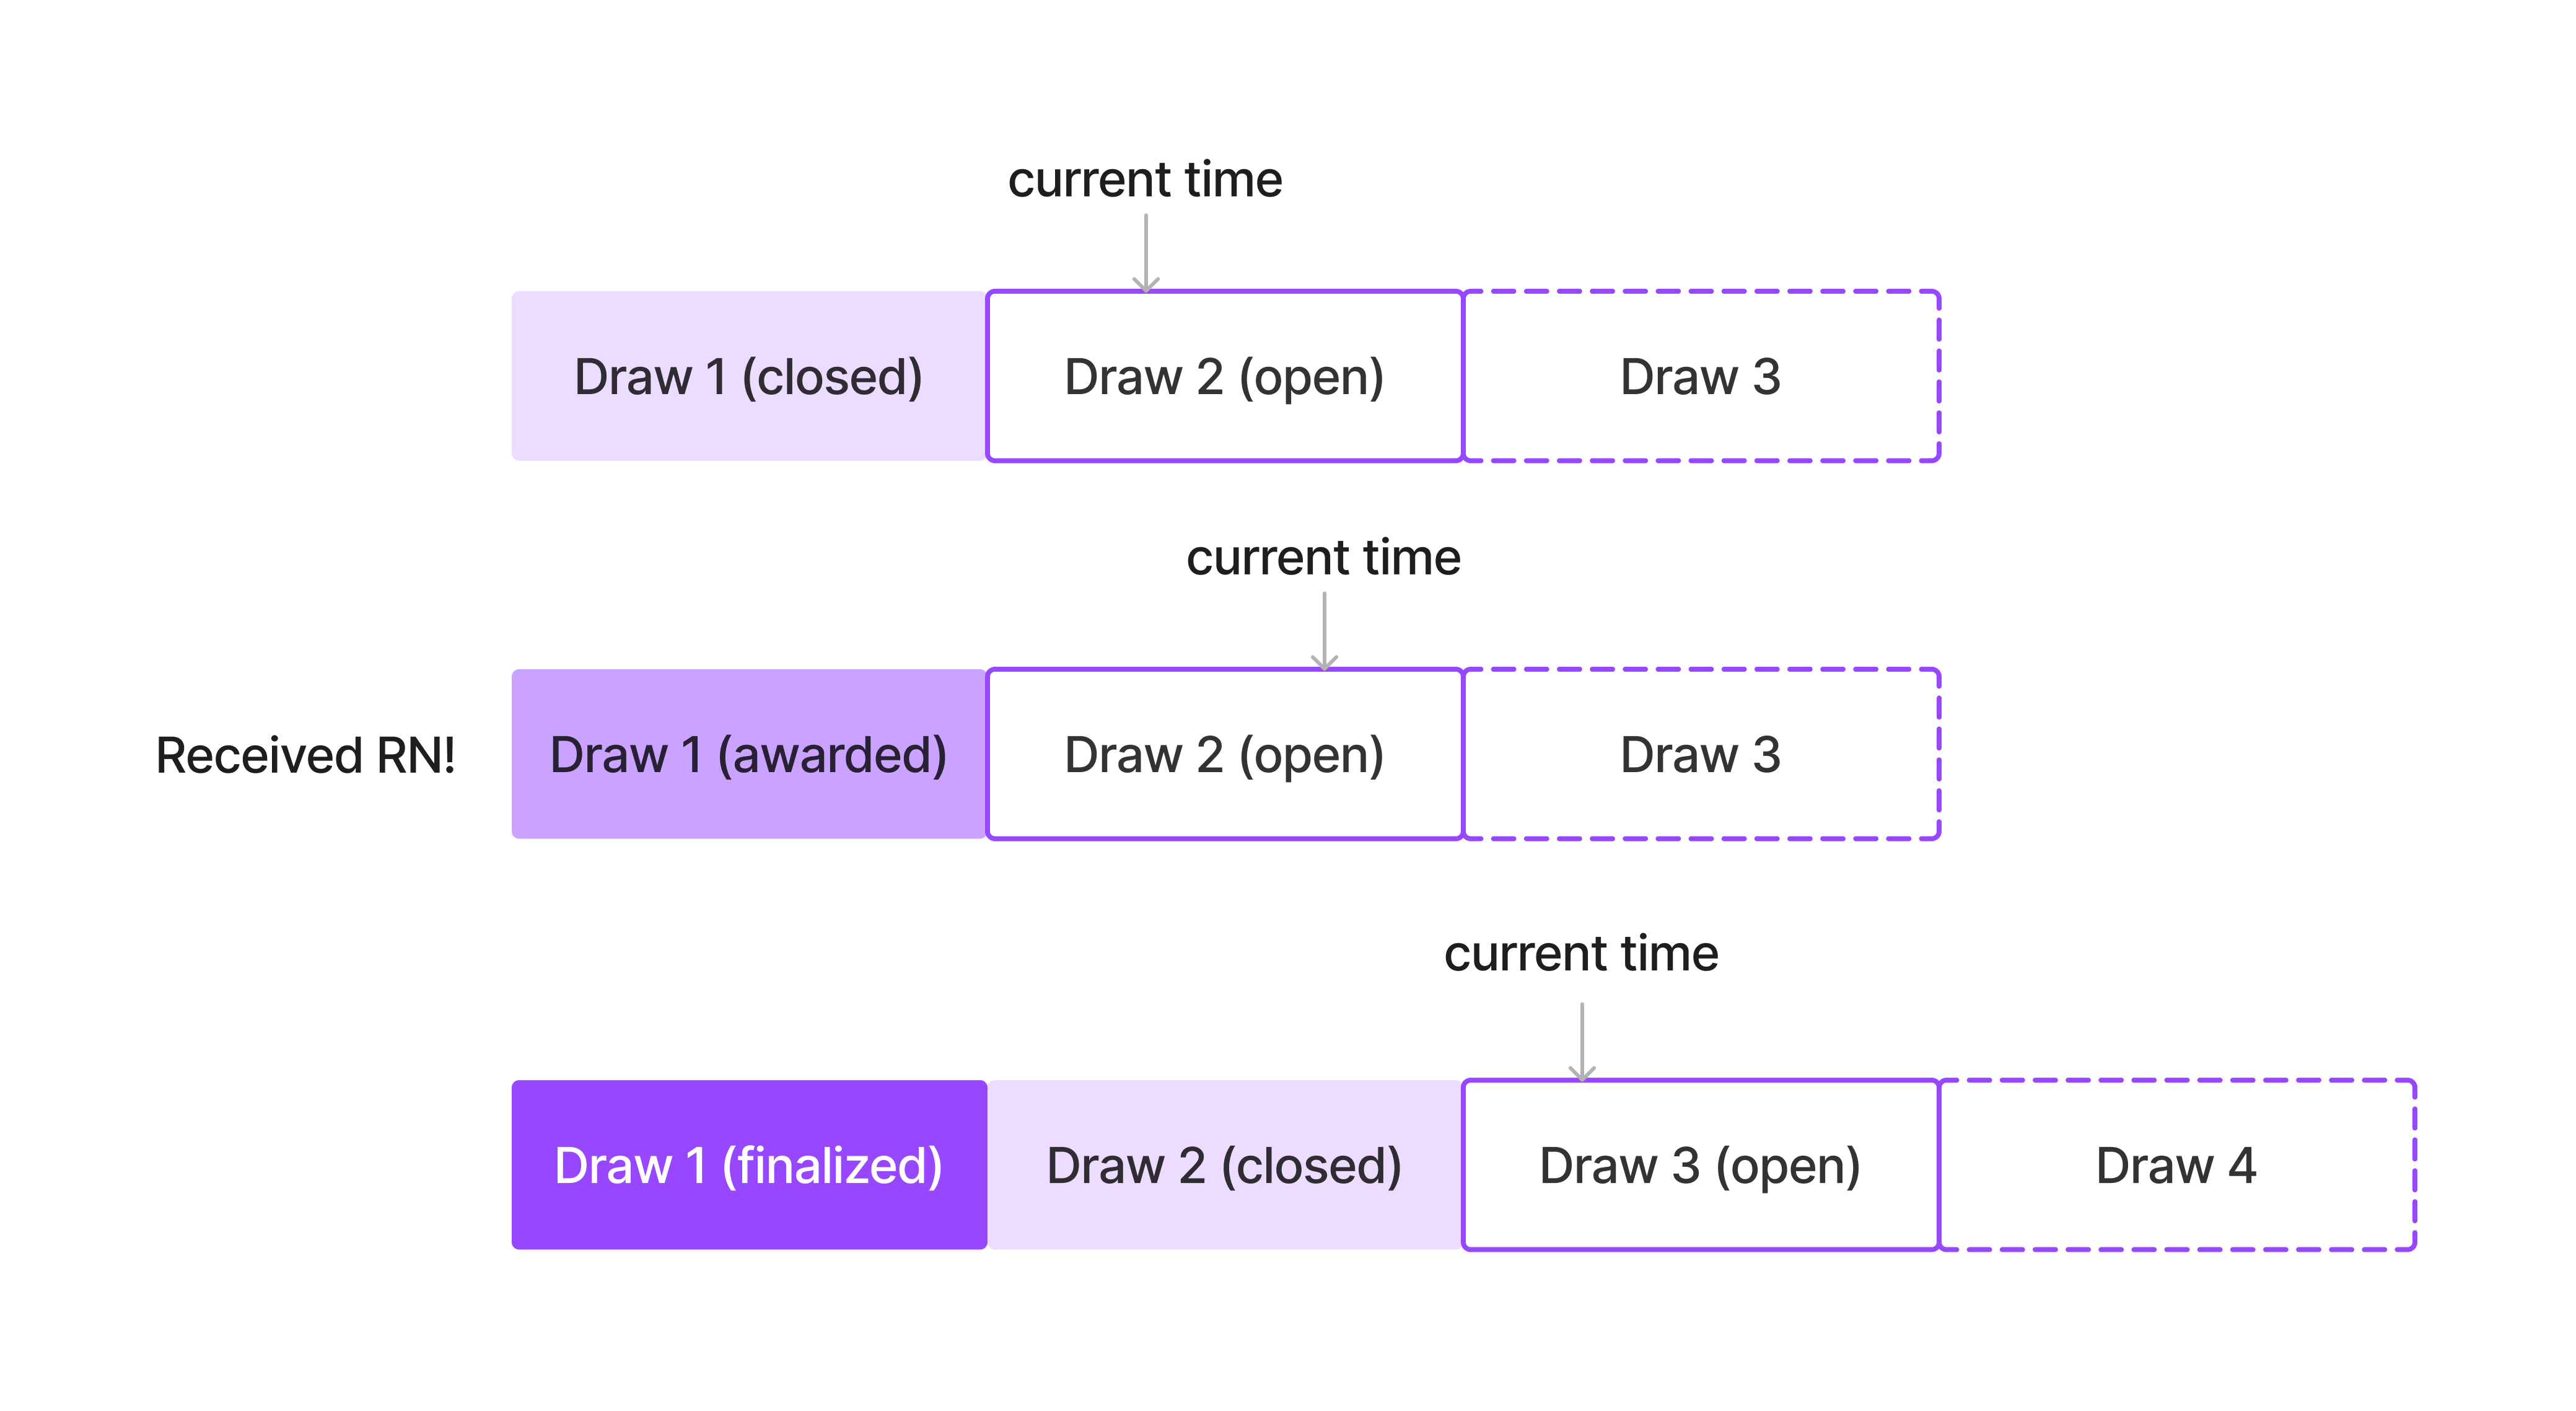 current time
Draw 1 (closed)
Draw 2 (open)
Draw 3
current time
Received RN!
Draw 1 (awarded)
Draw 2 (open)
Draw 3
current time
Draw 1 (finalized)
Draw 2 (closed)
Draw 3 (open)
Draw 4